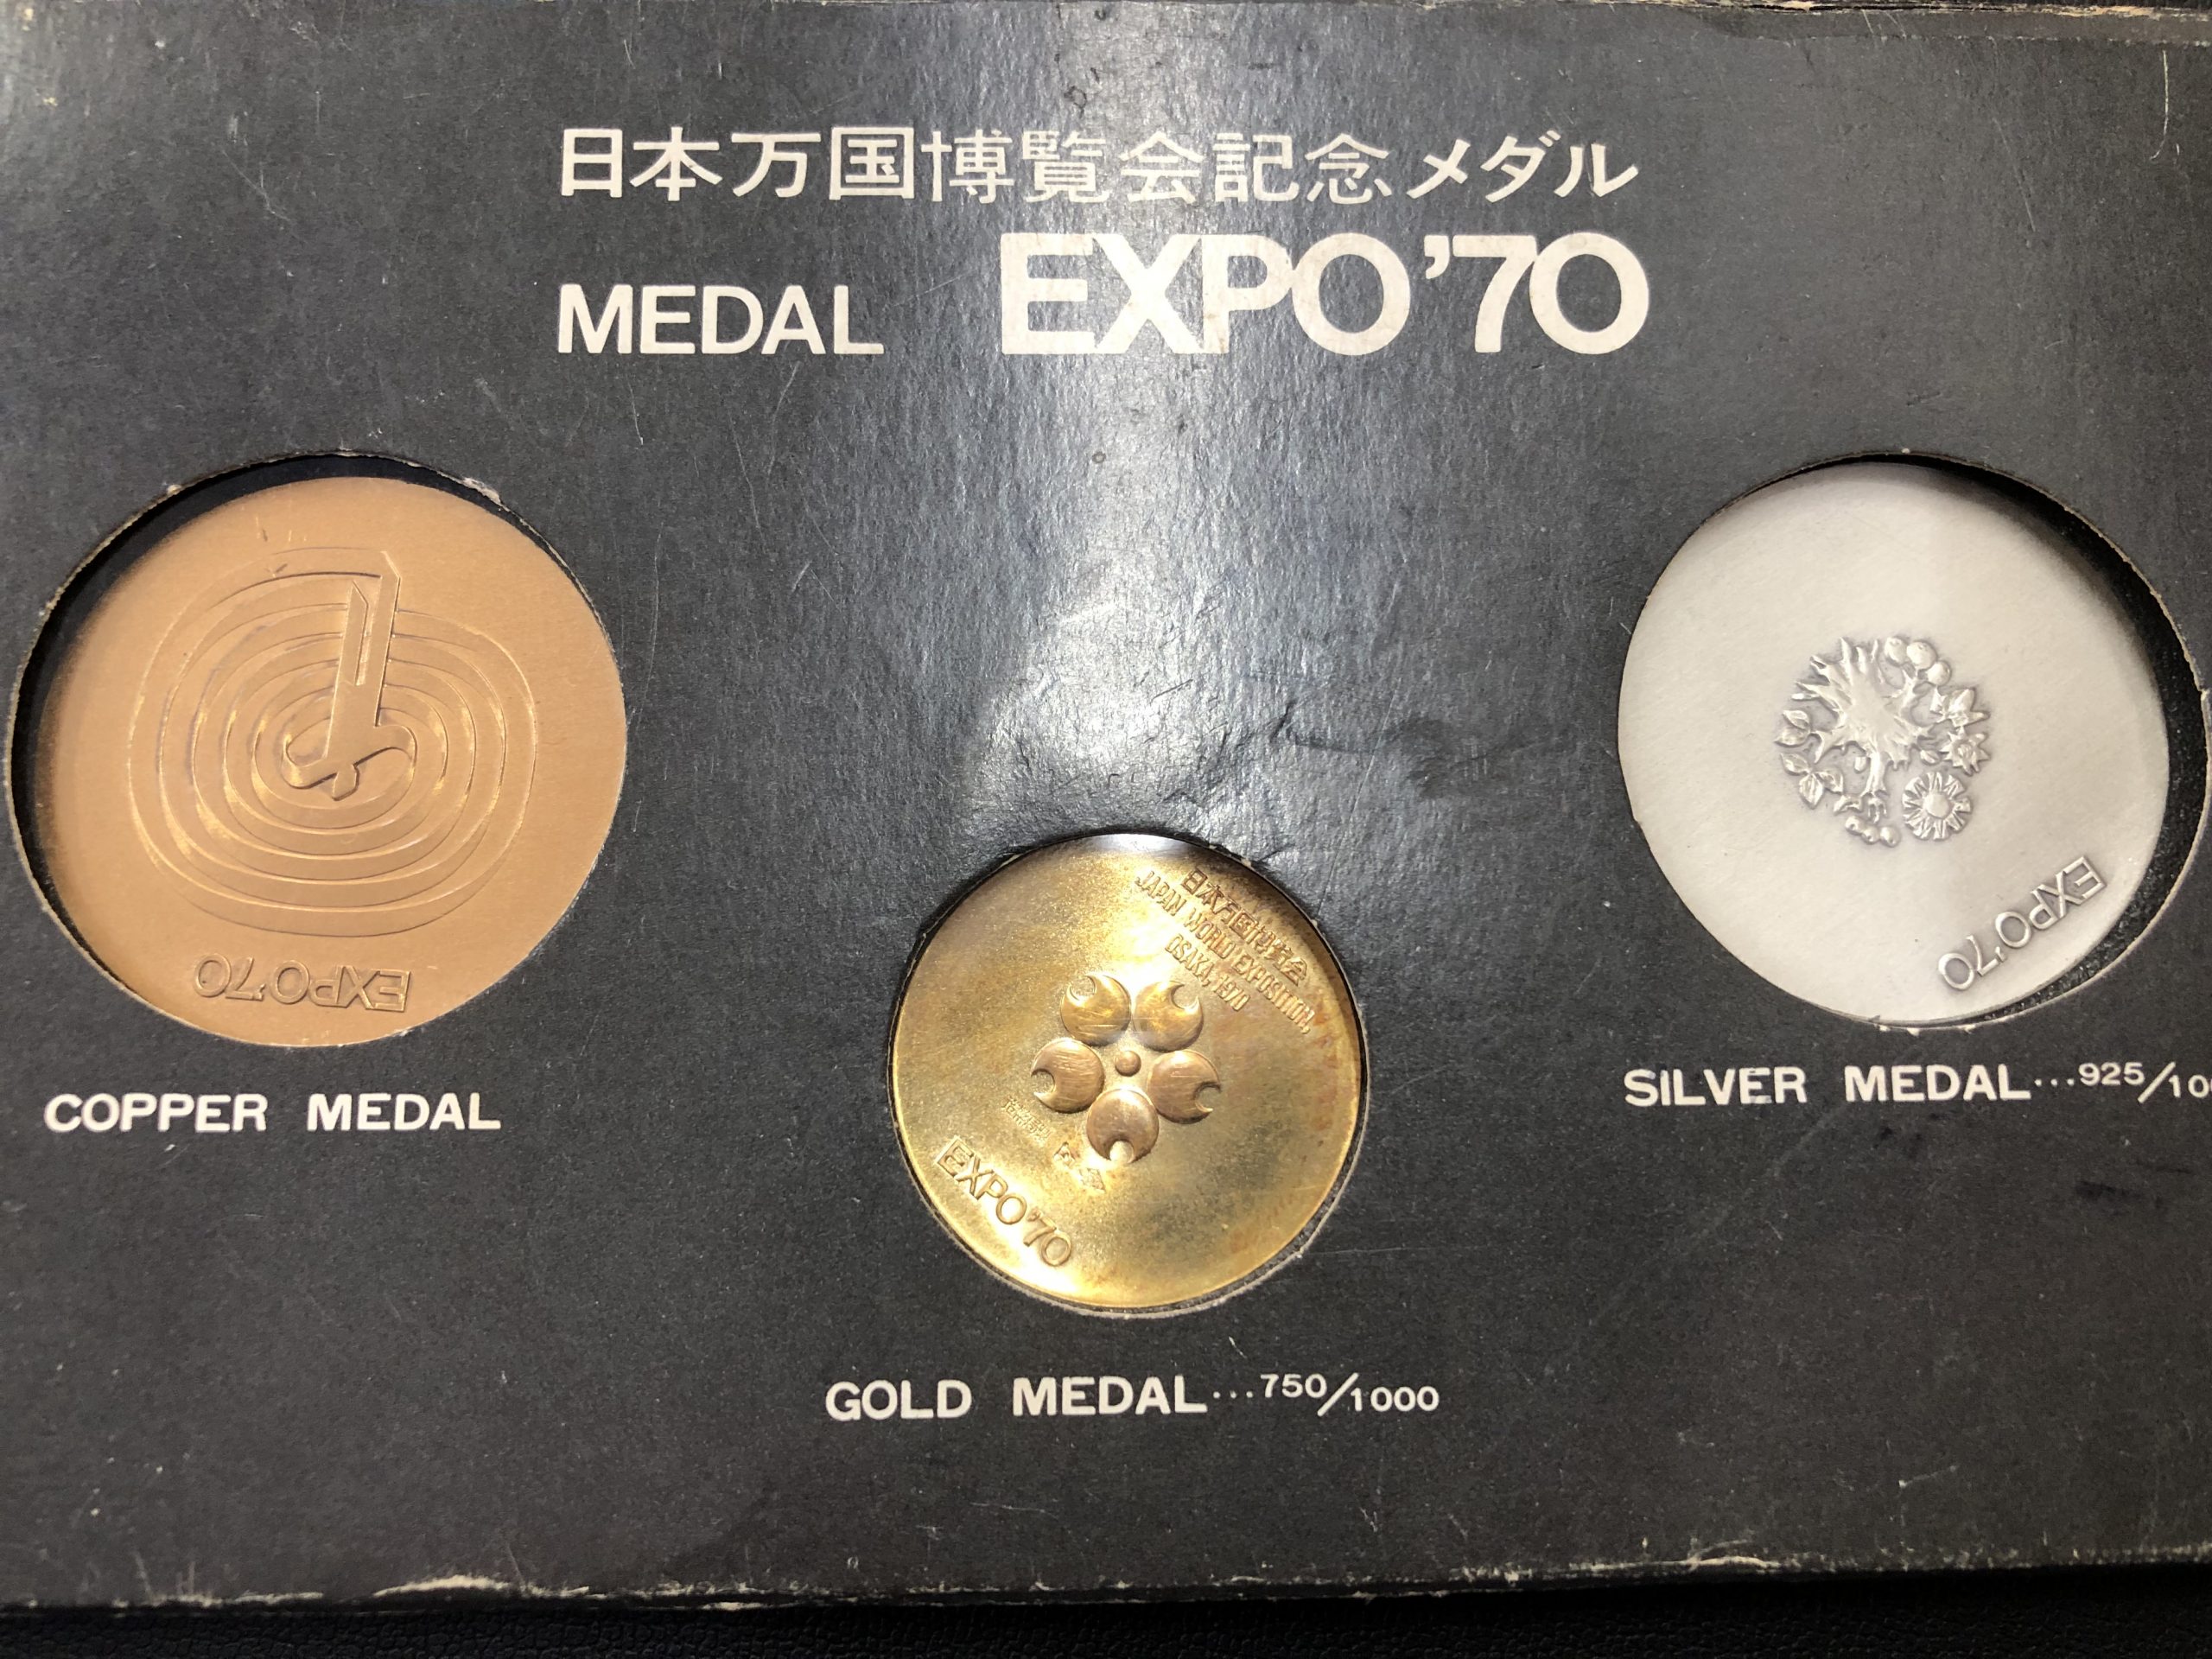 日本万国博覧会記念メダル
MEDAL EXPO'70
EXPO'70
COPPER MEDAL
日本万国博覧会
JAPAN WORLD EXPOSITION,
OSAKA, 1970
EXPO'70
GOLD MEDAL...750/1000
EXPO'70
SILVER MEDAL...925/10